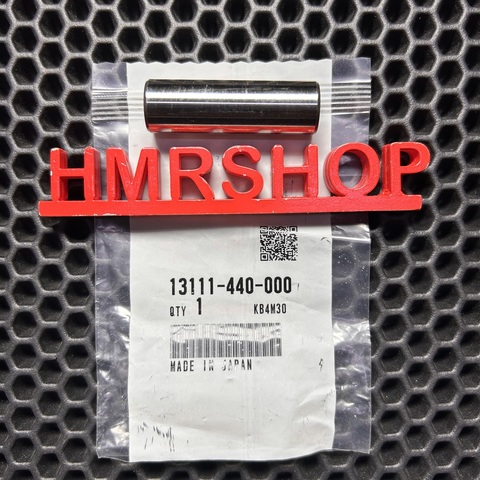 HMRSHOP
13111-440-000
QTY 1 KB4M30
MADE IN JAPAN